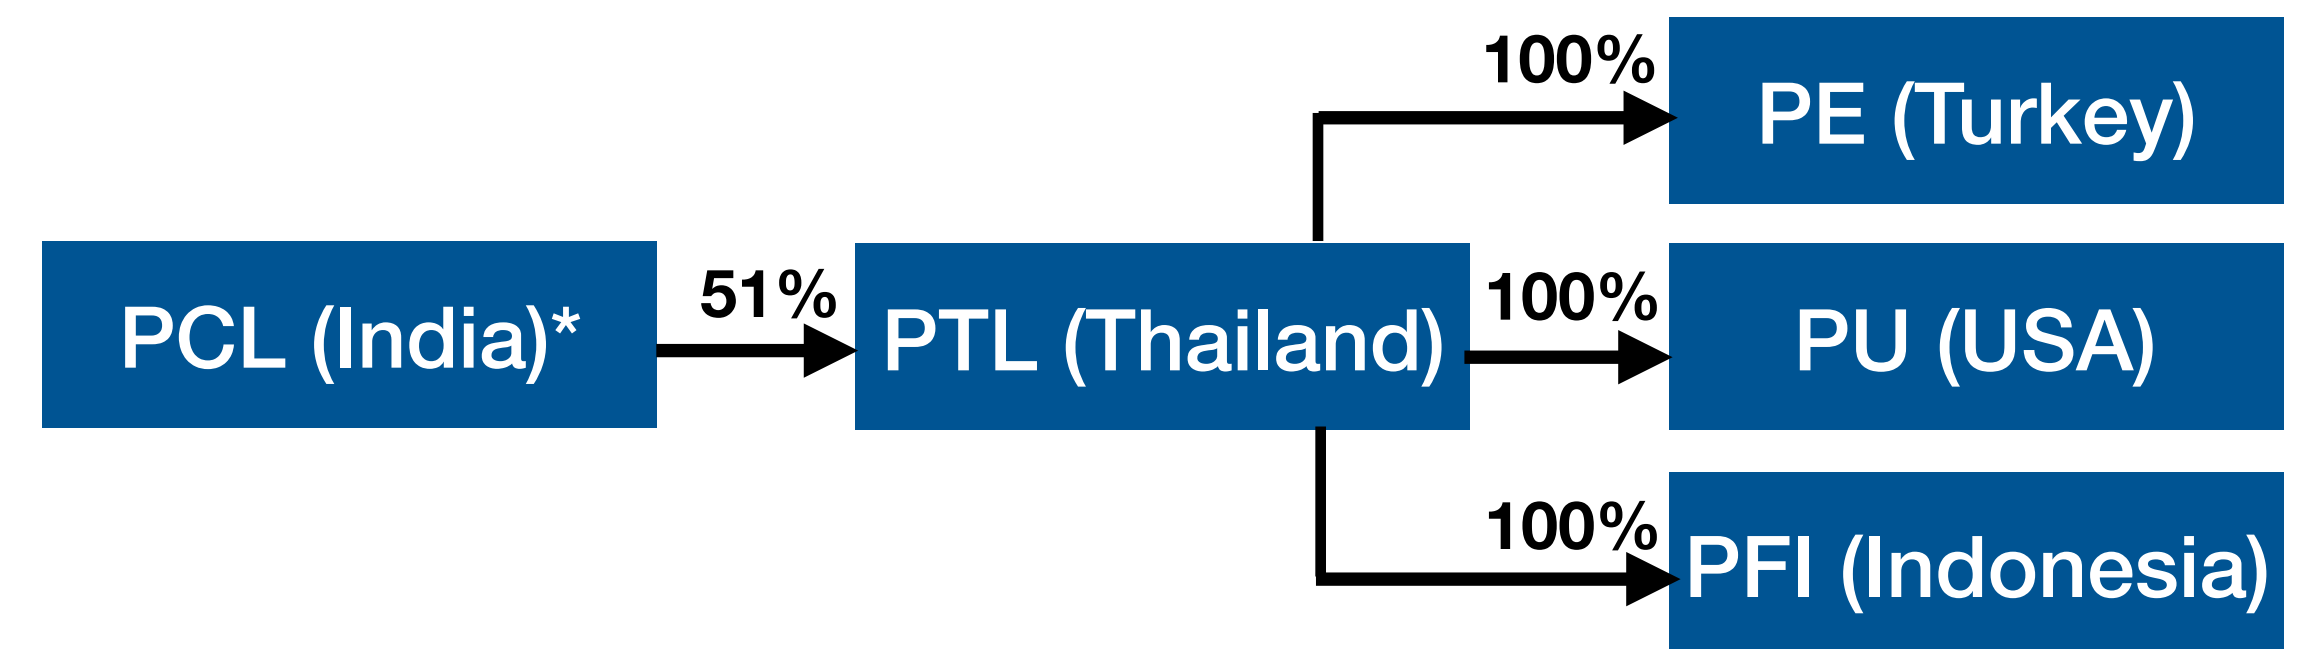 100%
PE (Turkey)
PCL (India)*
51%
PTL (Thailand)
100%
PU (USA)
100%
PFI (Indonesia)